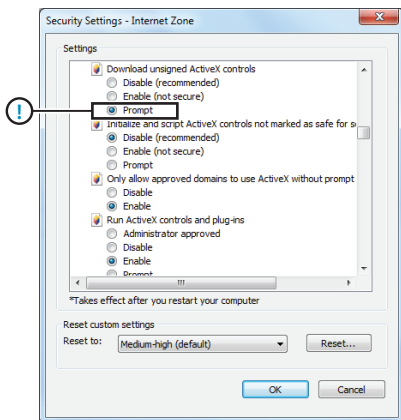 Security Settings - Internet Zone
Settings
Download unsigned ActiveX controls
Disable (recommended)
Enable (not secure)
! Prompt
Initialize and script ActiveX controls not marked as safe for s
Disable (recommended)
Enable (not secure)
Prompt
Only allow approved domains to use ActiveX without prompt
Disable
Enable
Run ActiveX controls and plug-ins
Administrator approved
Disable
Enable
Prompt
*Takes effect after you restart your computer
Reset custom settings
Reset to: Medium-high (default) Reset...
OK Cancel